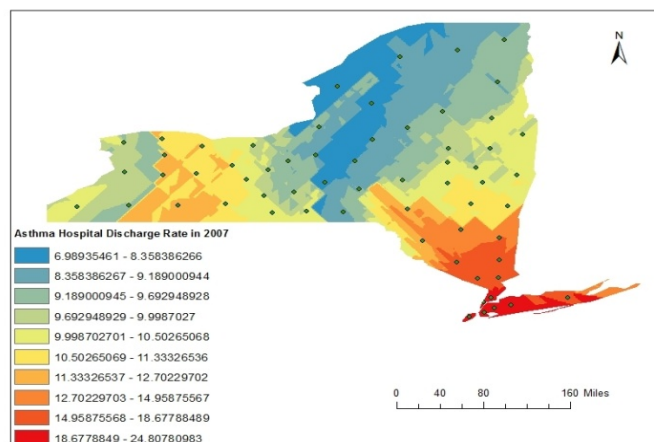 N
Asthma Hospital Discharge Rate in 2007
6.98935461 - 8.358386266
8.358386267 - 9.189000944
9.189000945 - 9.692948928
9.692948929 - 9.9987027
9.998702701 - 10.50265068
10.50265069 - 11.33326536
11.33326537 - 12.70229702
12.70229703 - 14.95875567
14.95875568 - 18.67788489
18.6778849 - 24.80780983
0 40 80 160 Miles